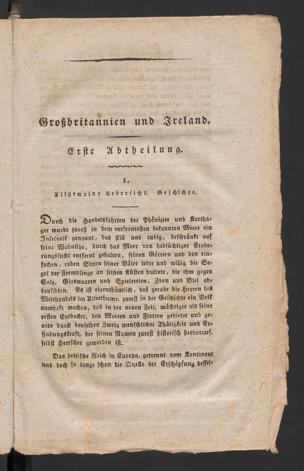 Großbritannien und Ireland.
Erste Abtheilung.
I.
Allgemeine Uebersicht. Geschichte.
Durch die Handelsfahrten der Phönizier und Kartha-
ger wurde zuerst in dem entferntesten bekannten Meere ein
Inselvolk genannt, das still und ruhig, beschränkt auf
seine Wohnsitze, durch das Meer von habsüchtiger Erobe-
rungssucht entfernt gehalten, seinen Göttern und den ein-
fachen, rohen Sitten seiner Väter lebte und willig die Se-
gel der Fremdlinge an seinen Küsten duldete, die ihm gegen
Salz, Glaswaaren und Spielereien, Zinn und Blei ab-
tauschten. Es ist eigenthümlich, daß gerade die Herren des
Welthandels im Alterthume, zuerst in der Geschichte ein Volk
namhaft machen, das in der neuen Zeit, mächtiger als seine
ersten Entdecker, den Meeren und Flotten gebietet und ge-
rade durch denselben Zweig menschlicher Thätigkeit und Er-
findungskraft, der seinen Namen zuerst historisch hervorrief,
selbst Herrscher geworden ist.
Das britische Reich in Europa, getrennt vom Kontinent
und doch so lange schon die Quelle der Erschöpfung dessel-